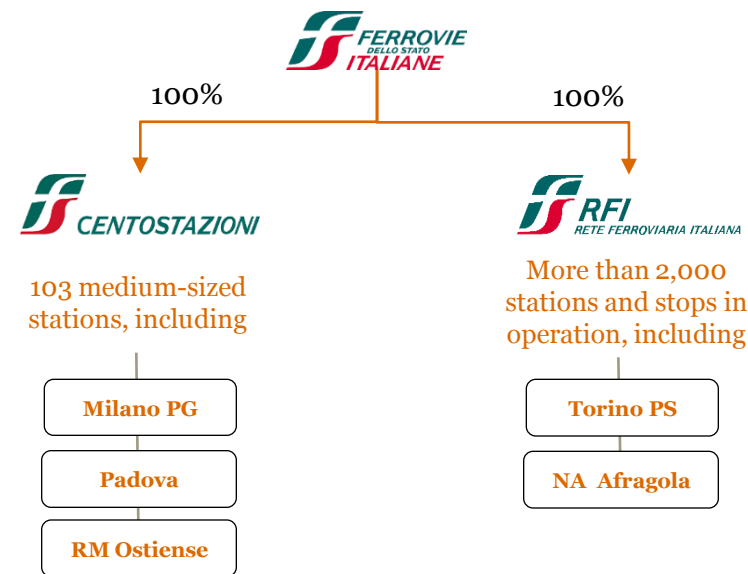 FERROVIE
DELLO STATO
ITALIANE
100%
100%
CENTOSTAZIONI
RFI
RETE FERROVIARIA ITALIANA
103 medium-sized
stations, including
More than 2,000
stations and stops in
operation, including
Milano PG
Padova
RM Ostiense
Torino PS
NA Afragola